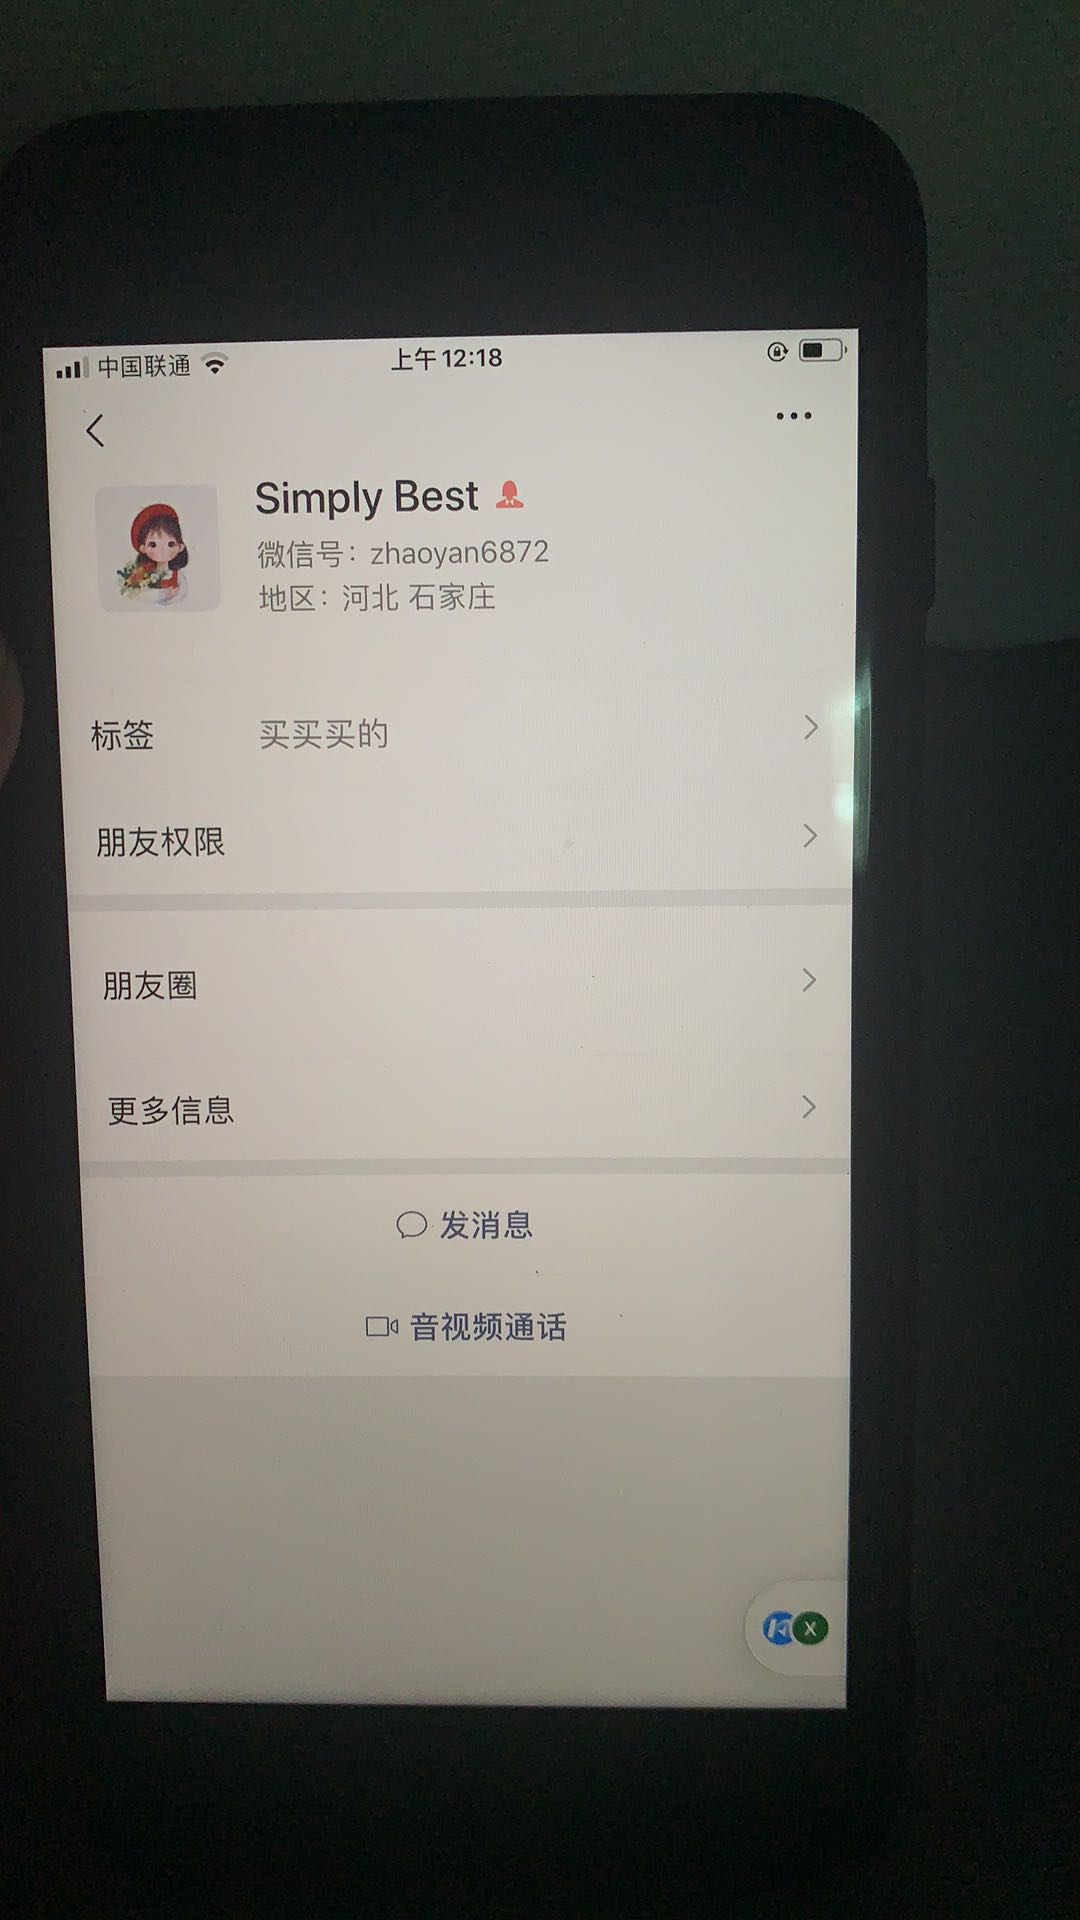 中国联通
上午12:18
Simply Best
微信号：zhaoyan6872
地区：河北 石家庄
标签 买买买的
朋友权限
朋友圈
更多信息
发消息
音视频通话
X